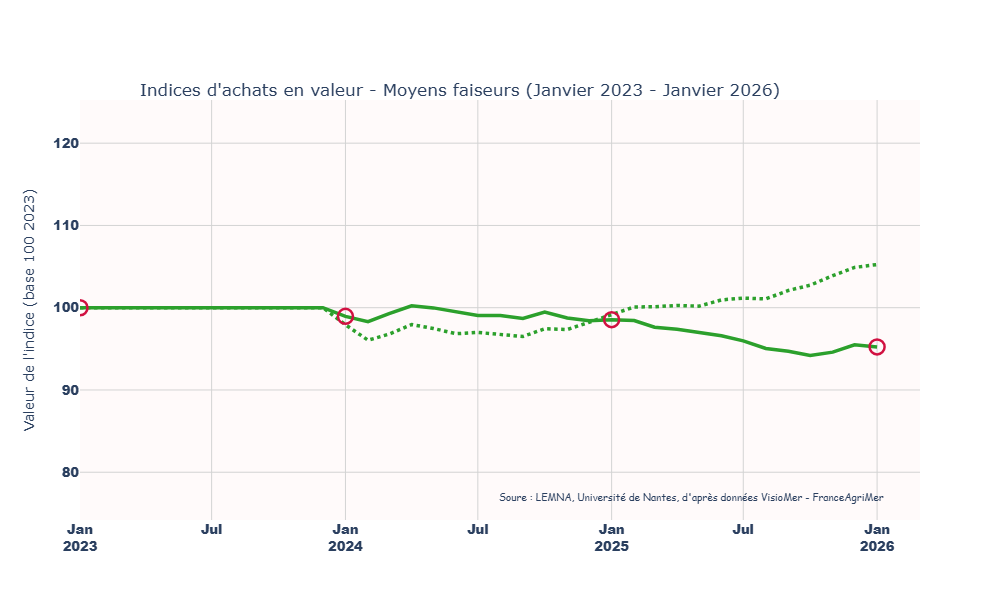 Indices d'achats en valeur - Moyens faiseurs (Janvier 2023 - Janvier 2026)
Valeur de l'indice (base 100 2023)
120
110
100
90
80
Soure : LEMNA, Université de Nantes, d'après données VisioMer - FranceAgriMer
Jan Jul Jan Jul Jan Jul Jan
2023 2024 2025 2026